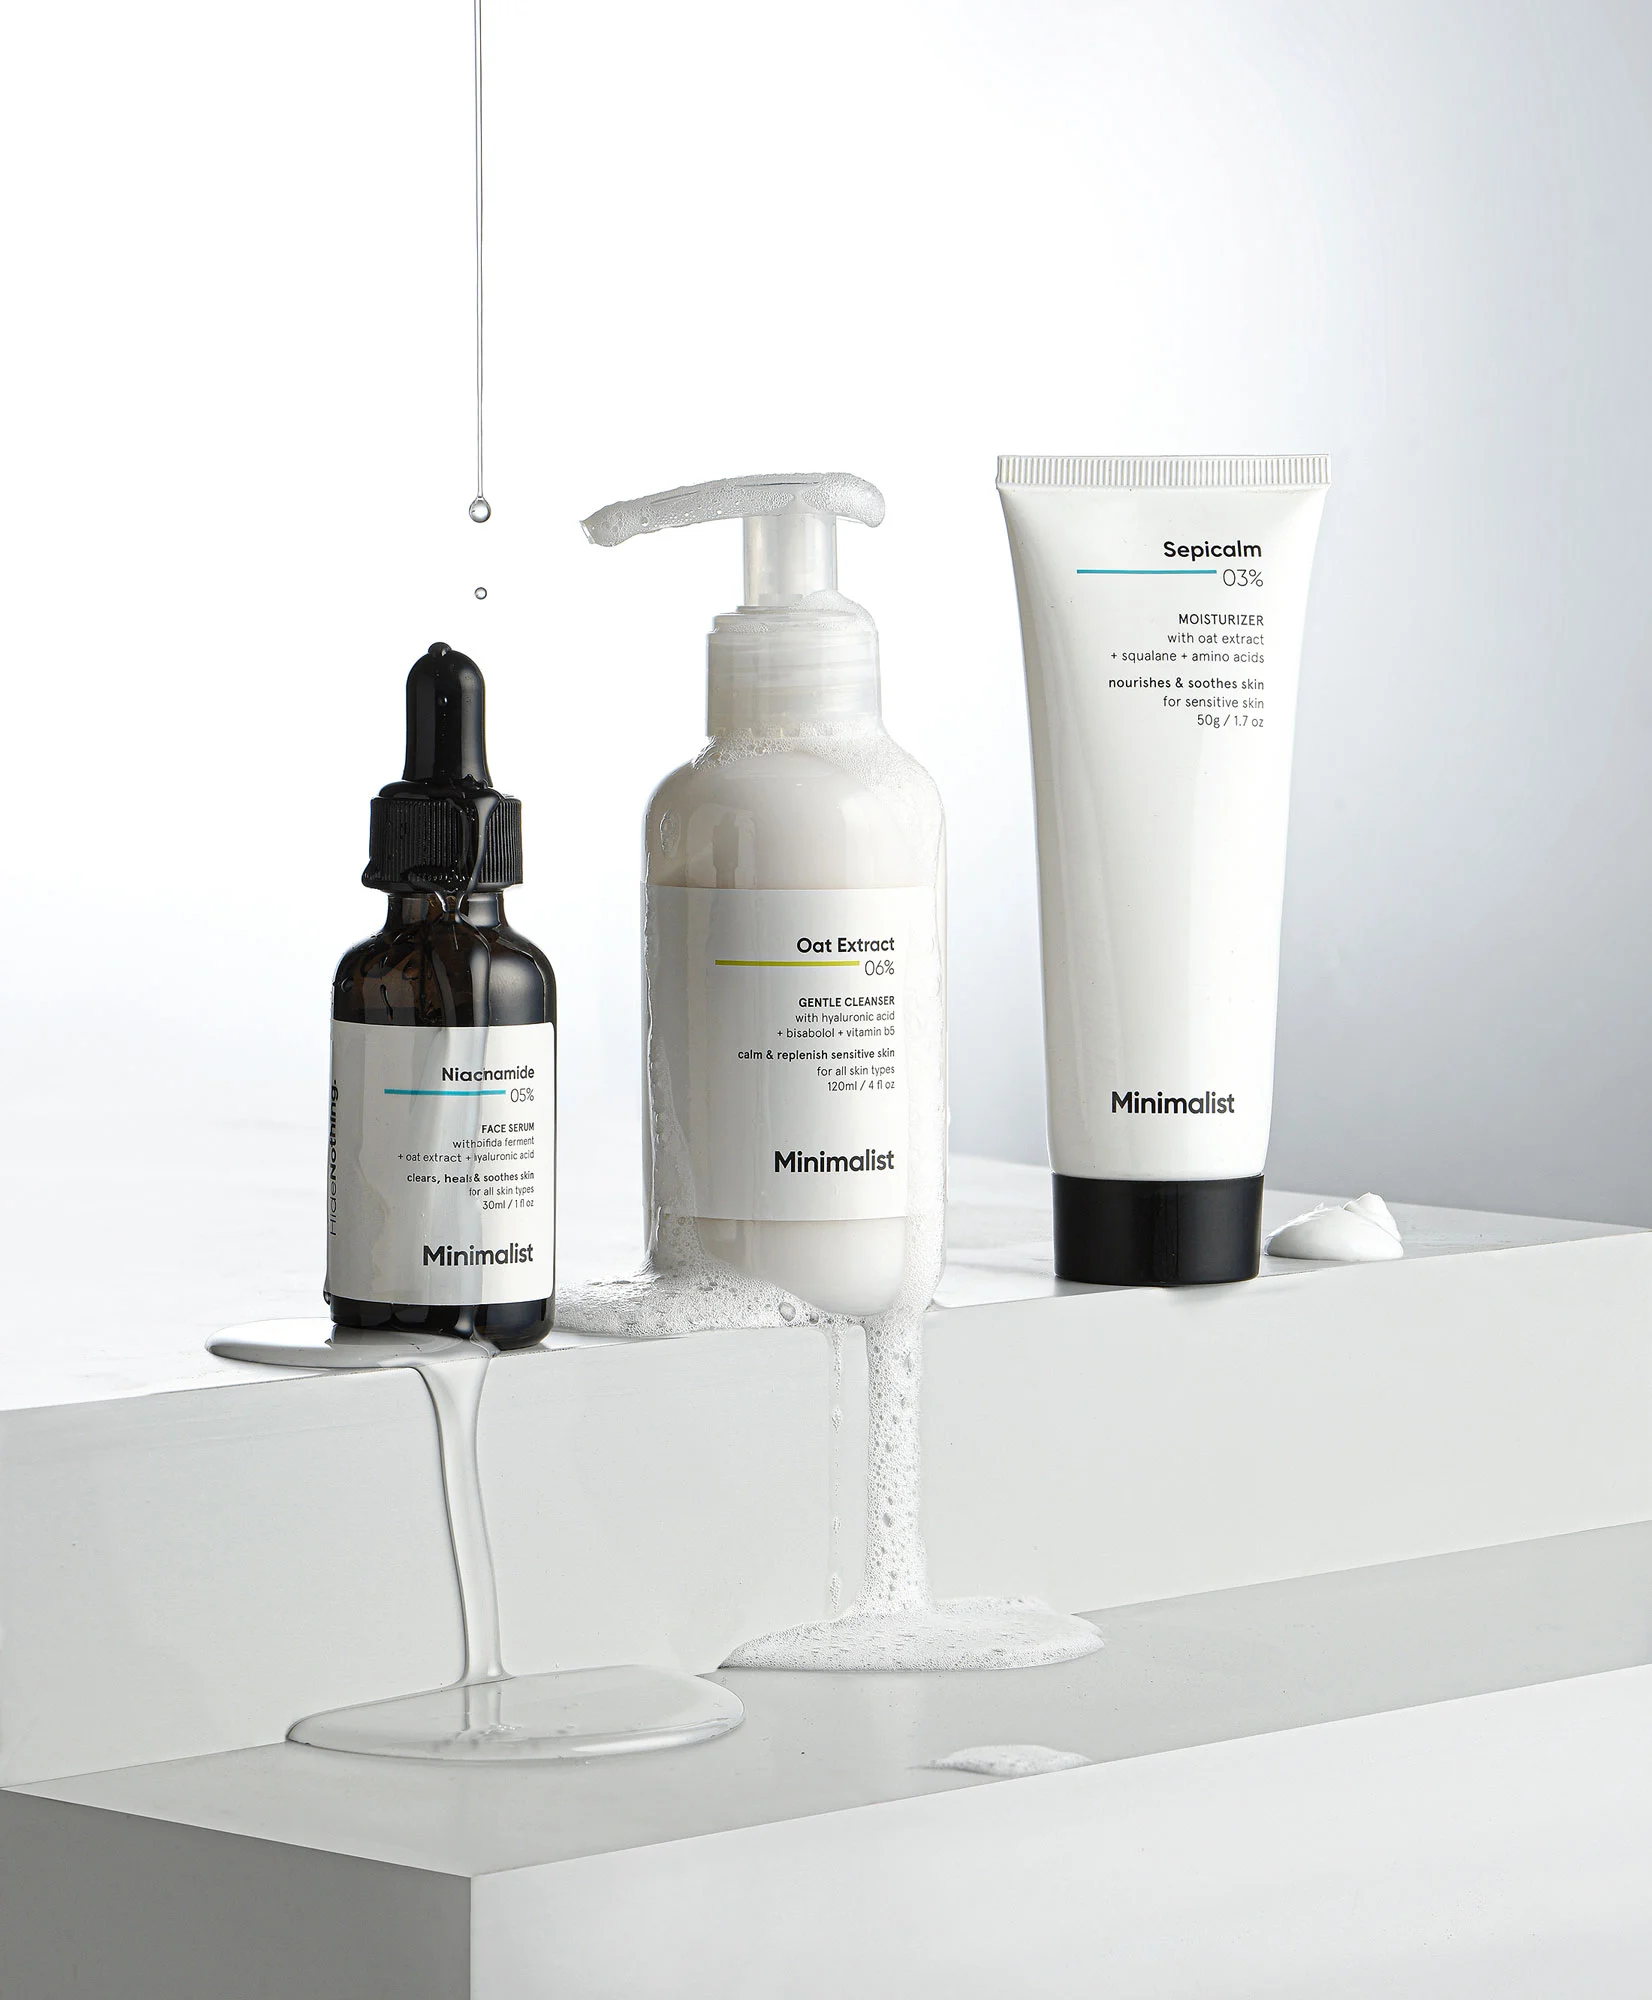 Niacinamide
05%
FACE SERUM
with bifida ferment
+ oat extract + hyaluronic acid
clears, heals & soothes skin
for all skin types
30ml / 1 fl oz
Minimalist
HideNothing.
Oat Extract
06%
GENTLE CLEANSER
with hyaluronic acid
+ bisabolol + vitamin b5
calm & replenish sensitive skin
for all skin types
120ml / 4 fl oz
Minimalist
Sepicalm
03%
MOISTURIZER
with oat extract
+ squalane + amino acids
nourishes & soothes skin
for sensitive skin
50g / 1.7 oz
Minimalist